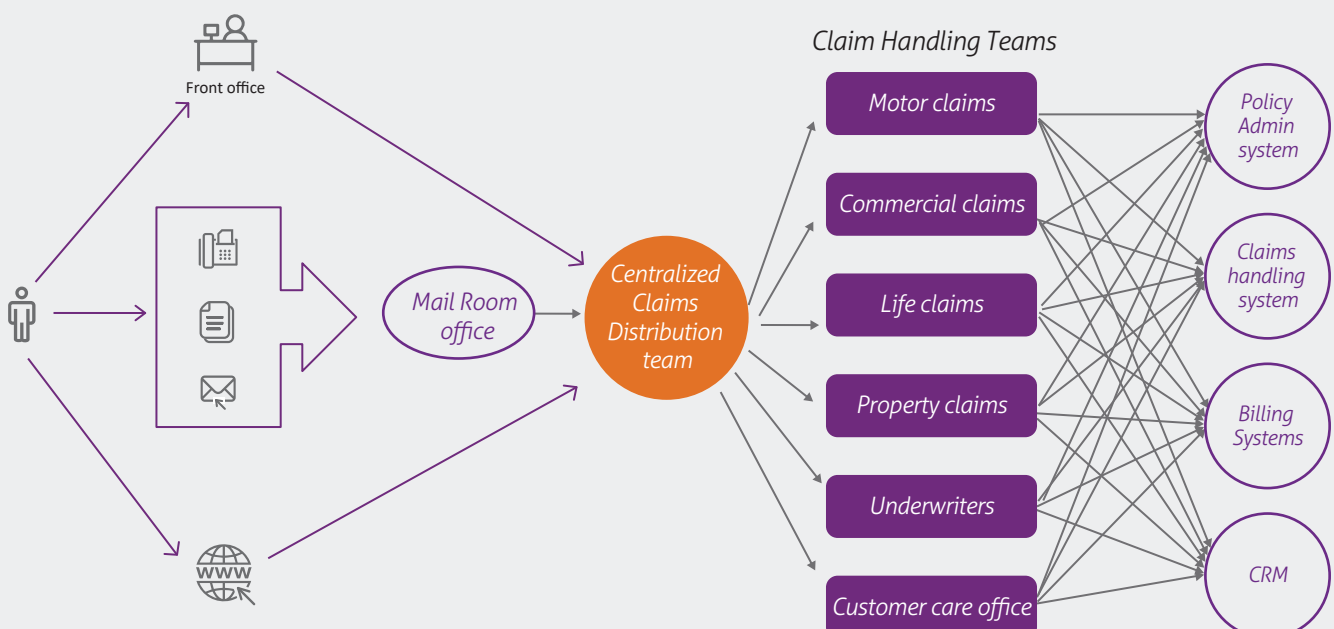 Front office
WWW
Mail Room
office
Centralized
Claims
Distribution
team
Claim Handling Teams
Motor claims
Commercial claims
Life claims
Property claims
Underwriters
Customer care office
Policy
Admin
system
Claims
handling
system
Billing
Systems
CRM